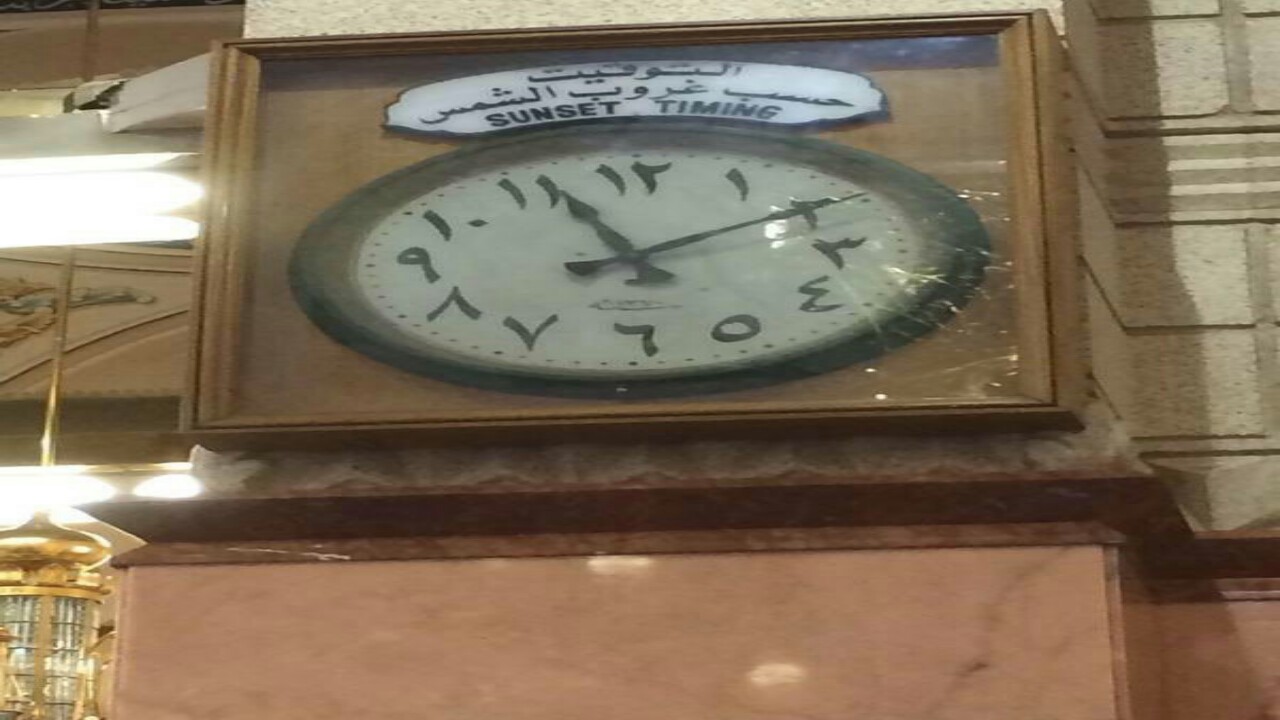 التوقيت
حسب غروب الشمس
SUNSET TIMING
١٢
١١ ١
١٠ ٢
٩ ٣
٨ ٤
٧ ٥
٦